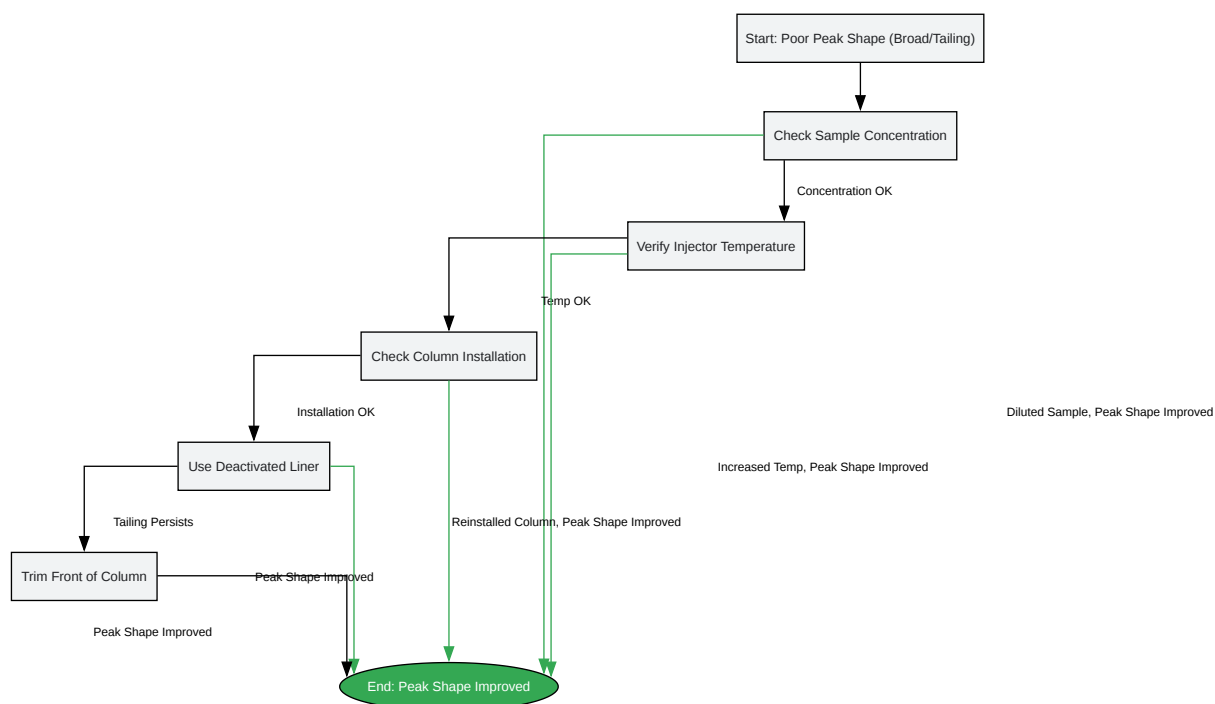 Start: Poor Peak Shape (Broad/Tailing)
Check Sample Concentration
Concentration OK
Verify Injector Temperature
Temp OK
Check Column Installation
Installation OK
Diluted Sample, Peak Shape Improved
Use Deactivated Liner
Increased Temp, Peak Shape Improved
Tailing Persists
Reinstalled Column, Peak Shape Improved
Trim Front of Column
Peak Shape Improved
Peak Shape Improved
End: Peak Shape Improved